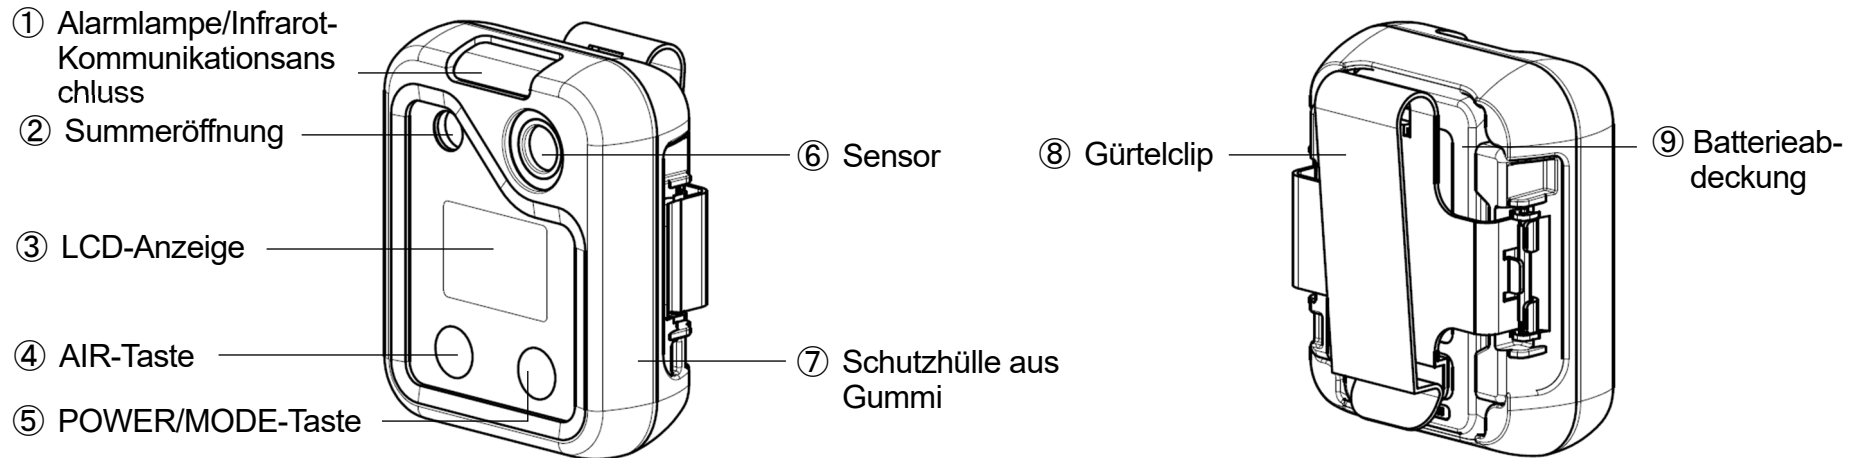 ① Alarmlampe/Infrarot-
Kommunikationsans
chluss
② Summeröffnung
③ LCD-Anzeige
④ AIR-Taste
⑤ POWER/MODE-Taste
⑥ Sensor
⑦ Schutzhülle aus
Gummi
⑧ Gürtelclip
⑨ Batterieab-
deckung